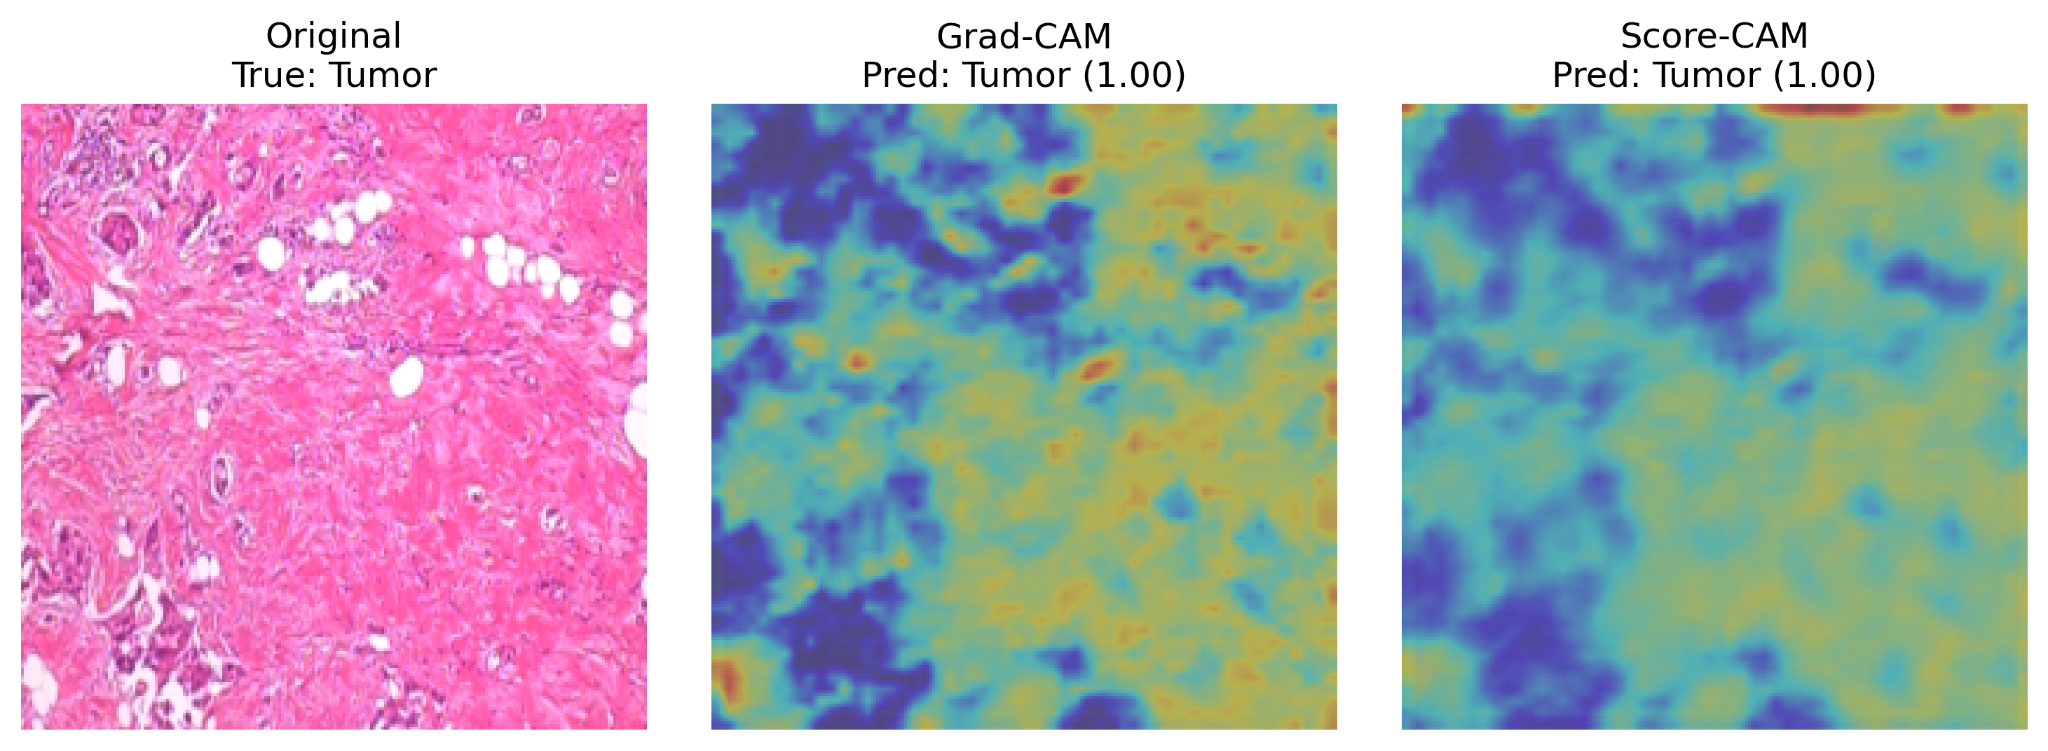 Original
True: Tumor
Grad-CAM
Pred: Tumor (1.00)
Score-CAM
Pred: Tumor (1.00)